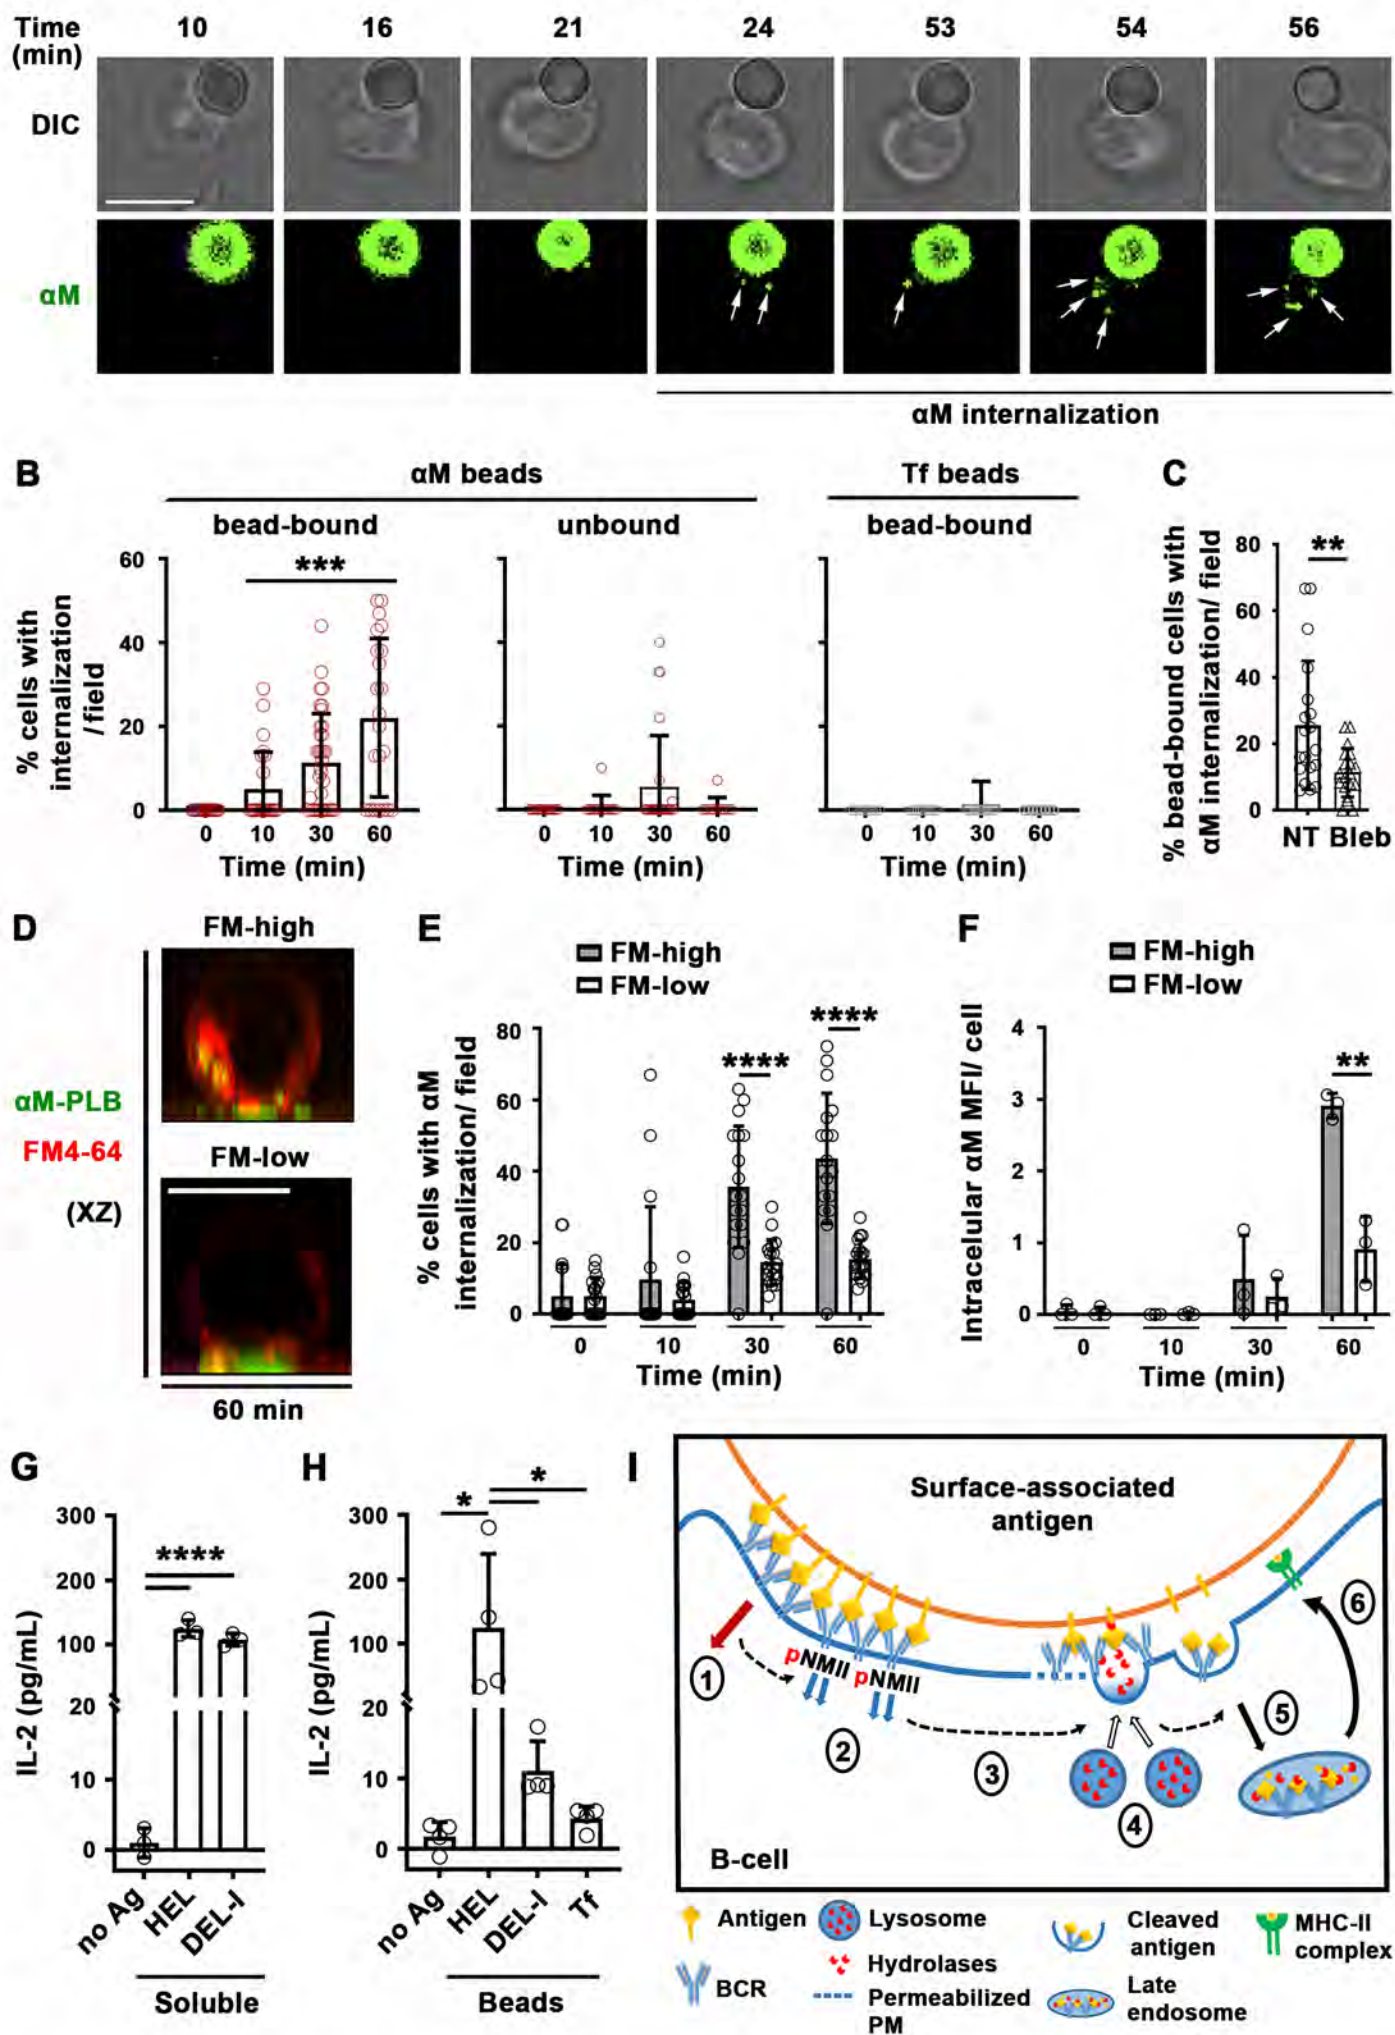 Time (min) 10 16 21 24 53 54 56
DIC
αM
αM internalization
B
αM beads
Tf beads
bead-bound
unbound
bead-bound
% cells with internalization / field
60
40
20
0
***
0 10 30 60
Time (min)
0 10 30 60
Time (min)
0 10 30 60
Time (min)
C
% bead-bound cells with αM internalization/ field
80
60
40
20
0
**
NT Bleb
D
FM-high
αM-PLB
FM4-64
(XZ)
FM-low
60 min
E
FM-high
FM-low
% cells with αM internalization/ field
80
60
40
20
0
****
****
0 10 30 60
Time (min)
F
FM-high
FM-low
Intracelular αM MFI/ cell
4
3
2
1
0
**
0 10 30 60
Time (min)
G
IL-2 (pg/mL)
300
200
100
20
10
0
****
no Ag
HEL
DEL-I
Soluble
H
IL-2 (pg/mL)
300
200
100
20
10
0
*
*
no Ag
HEL
DEL-I
Tf
Beads
I
Surface-associated
antigen
pNMII pNMII
1
2
3
4
5
6
B-cell
Antigen
BCR
Lysosome
Hydrolases
Permeabilized
PM
Cleaved
antigen
Late
endosome
MHC-II
complex